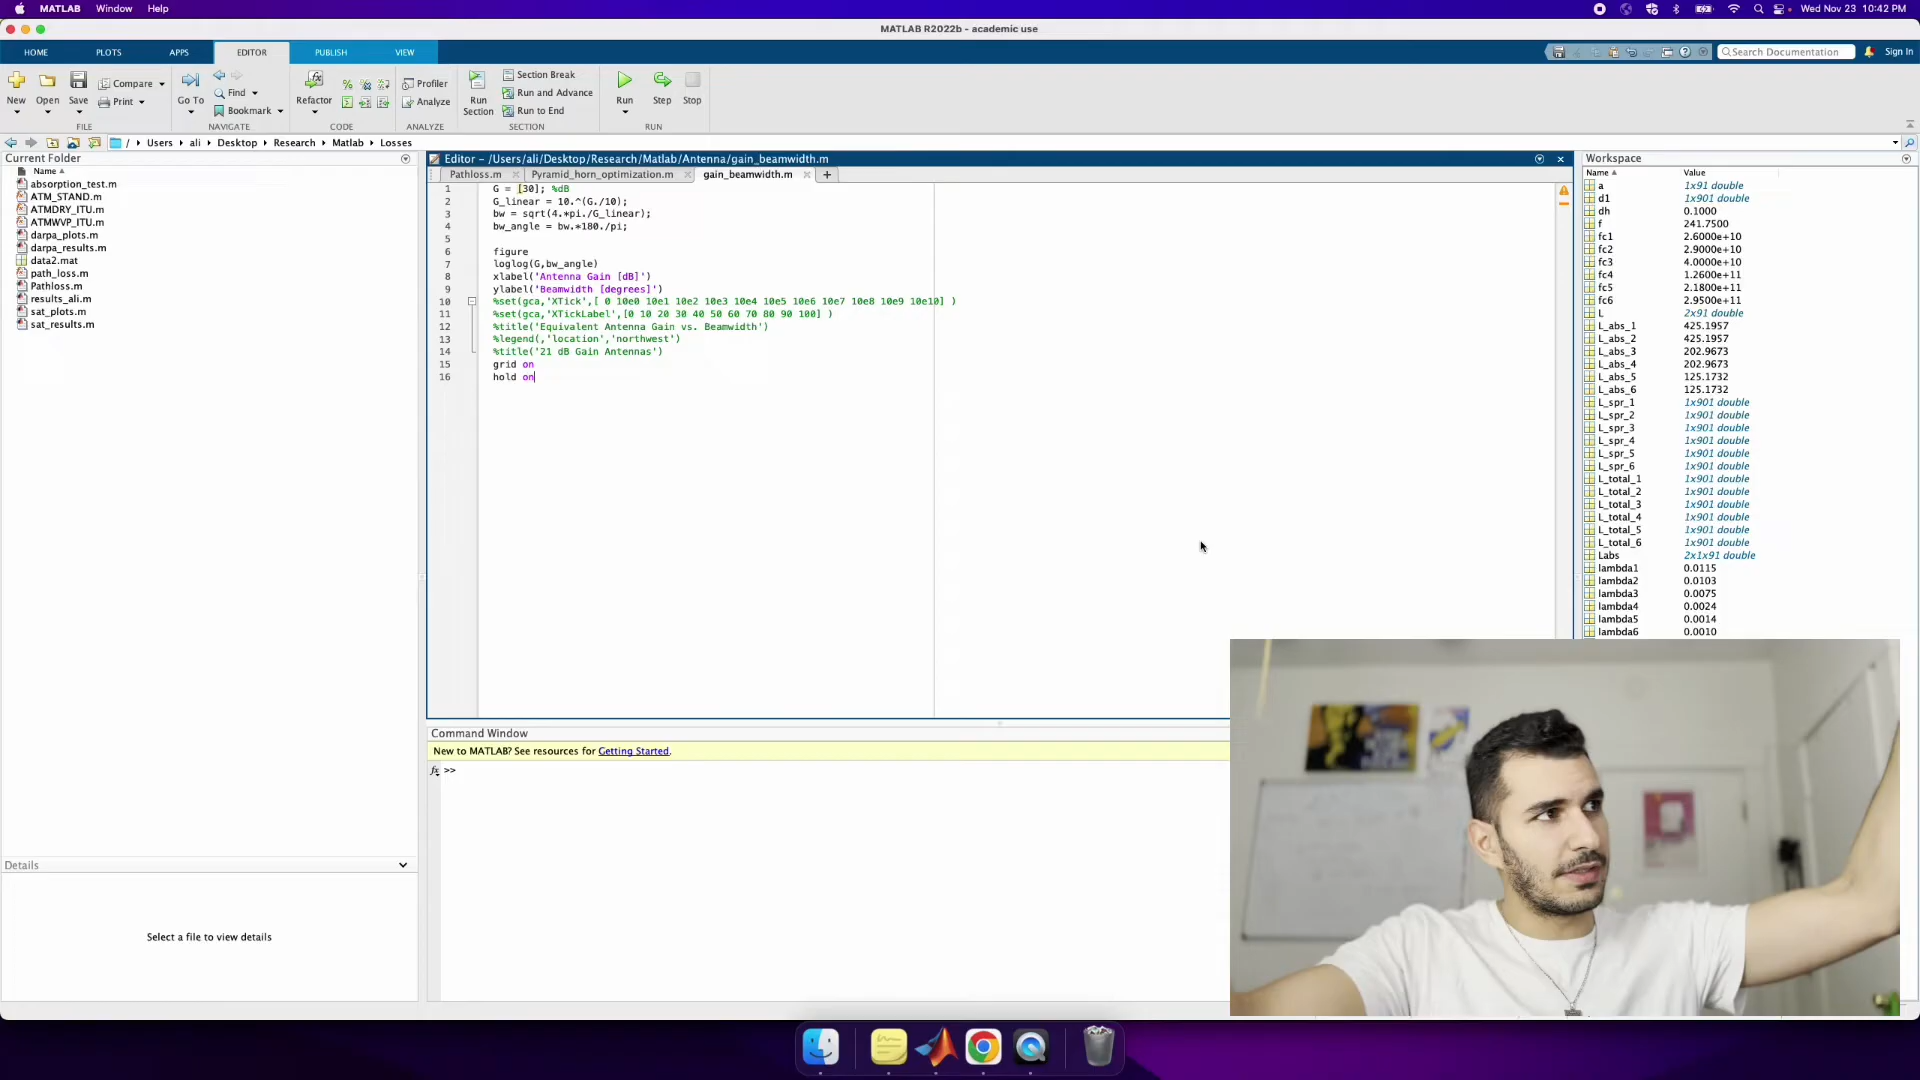 MATLAB Window Help Wed Nov 23 10:42 PM
MATLAB R2022b - academic use
HOME PLOTS APPS EDITOR PUBLISH VIEW Search Documentation Sign In
New Open Save Compare Print
Go To Find Bookmark
Refactor
Profiler Analyze
Run Section Section Break Run and Advance Run to End
Run Step Stop
FILE NAVIGATE CODE ANALYZE SECTION RUN
/ Users ali Desktop Research Matlab Losses
Current Folder
Name
absorption_test.m
ATM_STAND.m
ATMDRY_ITU.m
ATMWVP_ITU.m
darpa_plots.m
darpa_results.m
data2.mat
path_loss.m
Pathloss.m
results_ali.m
sat_plots.m
sat_results.m
Details
Select a file to view details
Editor - /Users/ali/Desktop/Research/Matlab/Antenna/gain_beamwidth.m
Pathloss.m Pyramid_horn_optimization.m gain_beamwidth.m
1 G = [30]; %dB
2 G_linear = 10.^(G./10);
3 bw = sqrt(4.*pi./G_linear);
4 bw_angle = bw.*180./pi;
5
6 figure
7 loglog(G,bw_angle)
8 xlabel('Antenna Gain [dB]')
9 ylabel('Beamwidth [degrees]')
10 %set(gca,'XTick',[ 0 10e0 10e1 10e2 10e3 10e4 10e5 10e6 10e7 10e8 10e9 10e10] )
11 %set(gca,'XTickLabel',[0 10 20 30 40 50 60 70 80 90 100] )
12 %title('Equivalent Antenna Gain vs. Beamwidth')
13 %legend(,'location','northwest')
14 %title('21 dB Gain Antennas')
15 grid on
16 hold on
Command Window
New to MATLAB? See resources for Getting Started.
fx >>
Workspace
Name Value
a 1x91 double
d1 1x901 double
dh 0.1000
f 241.7500
fc1 2.6000e+10
fc2 2.9000e+10
fc3 4.0000e+10
fc4 1.2600e+11
fc5 2.1800e+11
fc6 2.9500e+11
L 2x91 double
L_abs_1 425.1957
L_abs_2 425.1957
L_abs_3 202.9673
L_abs_4 202.9673
L_abs_5 125.1732
L_abs_6 125.1732
L_spr_1 1x901 double
L_spr_2 1x901 double
L_spr_3 1x901 double
L_spr_4 1x901 double
L_spr_5 1x901 double
L_spr_6 1x901 double
L_total_1 1x901 double
L_total_2 1x901 double
L_total_3 1x901 double
L_total_4 1x901 double
L_total_5 1x901 double
L_total_6 1x901 double
Labs 2x1x91 double
lambda1 0.0115
lambda2 0.0103
lambda3 0.0075
lambda4 0.0024
lambda5 0.0014
lambda6 0.0010